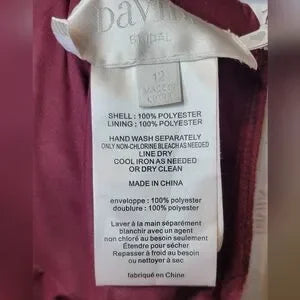 BRIDAL
12
SHELL : 100% POLYESTER
LINING : 100% POLYESTER
HAND WASH SEPARATELY
ONLY NON-CHLORINE BLEACH AS NEEDED
LINE DRY
COOL IRON AS NEEDED
OR DRY CLEAN
MADE IN CHINA
enveloppe : 100% polyester
doublure : 100% polyester
Laver à la main séparément
blanchir avec un agent
non chloré au besoin seulement
Étendre pour sécher
Repasser à froid au besoin
ou nettoyer à sec
fabriqué en Chine